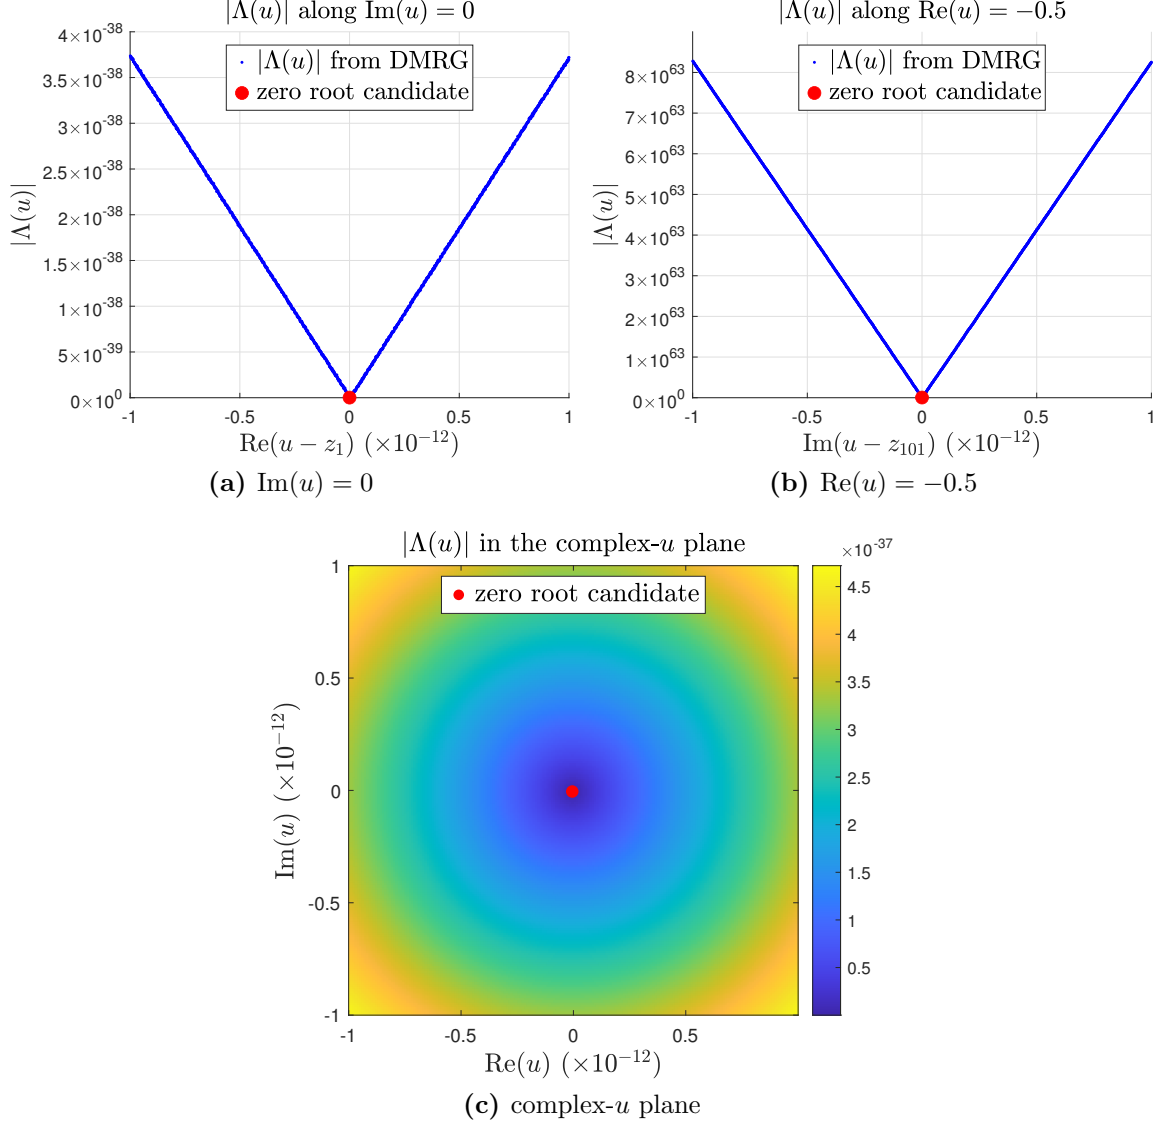 |Λ(u)| along Im(u) = 0
4×10^-38
3.5×10^-38
3×10^-38
2.5×10^-38
2×10^-38
1.5×10^-38
1×10^-38
5×10^-39
0×10^0
|Λ(u)|
|Λ(u)| from DMRG
zero root candidate
-1 -0.5 0 0.5 1
Re(u − z_1) (×10^−12)
(a) Im(u) = 0
|Λ(u)| along Re(u) = −0.5
8×10^63
7×10^63
6×10^63
5×10^63
4×10^63
3×10^63
2×10^63
1×10^63
0×10^0
|Λ(u)|
|Λ(u)| from DMRG
zero root candidate
-1 -0.5 0 0.5 1
Im(u − z_101) (×10^−12)
(b) Re(u) = −0.5
|Λ(u)| in the complex-u plane
zero root candidate
1
0.5
0
-0.5
-1
Im(u) (×10^−12)
-1 -0.5 0 0.5
Re(u) (×10^−12)
×10^-37
4.5
4
3.5
3
2.5
2
1.5
1
0.5
(c) complex-u plane